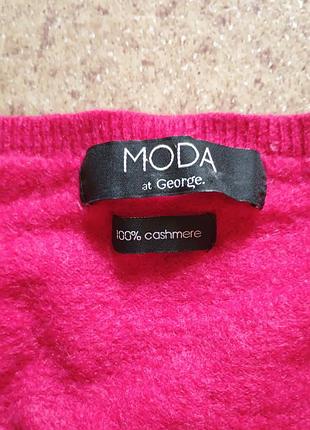 MODA
at George.
100% cashmere